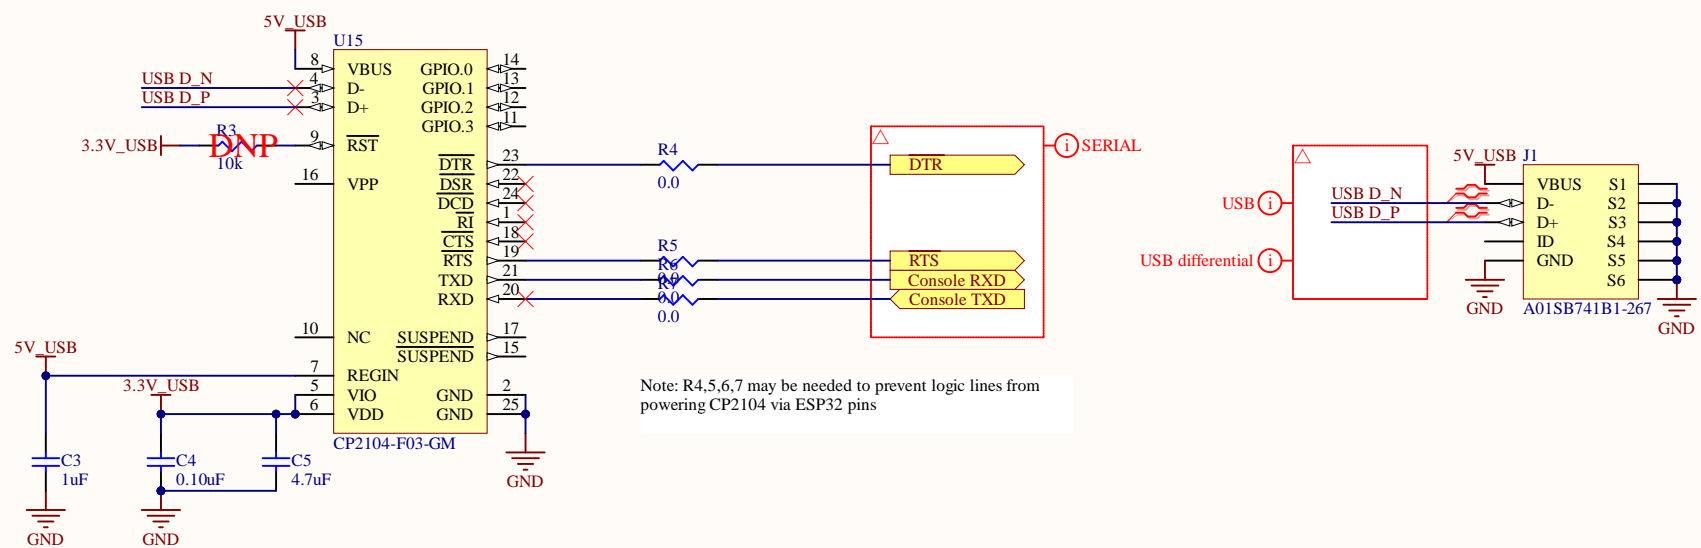 5V_USB
U15
8
VBUS
GPIO.0
14
USB D_N
4
D-
GPIO.1
13
USB D_P
3
D+
GPIO.2
12
GPIO.3
11
R3
DNP
10k
3.3V_USB
9
RST
DTR
23
R4
0.0
DTR
SERIAL
16
VPP
DSR
22
DCD
24
RI
1
CTS
18
RTS
19
R5
0.0
RTS
TXD
21
R6
0.0
Console RXD
RXD
20
R7
0.0
Console TXD
10
NC
SUSPEND
17
SUSPEND
15
5V_USB
7
REGIN
3.3V_USB
5
VIO
GND
2
6
VDD
GND
25
CP2104-F03-GM
GND
C3
1uF
C4
0.10uF
C5
4.7uF
GND
GND
Note: R4,5,6,7 may be needed to prevent logic lines from
powering CP2104 via ESP32 pins
USB
USB differential
USB D_N
USB D_P
5V_USB
J1
VBUS
S1
D-
S2
D+
S3
ID
S4
GND
S5
S6
A01SB741B1-267
GND
GND